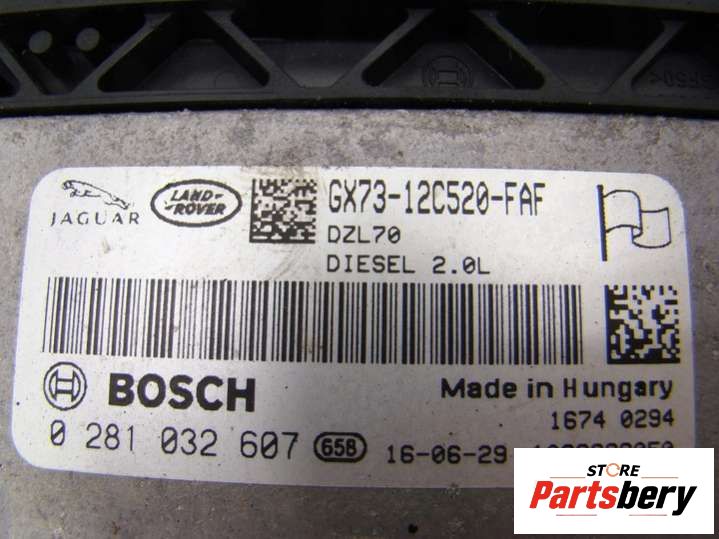 JAGUAR
LAND-
ROVER
GX73-12C520-FAF
DZL70
DIESEL 2.0L
BOSCH
Made in Hungary
1674 0294
0 281 032 607 65B 16-06-29
STORE
Partsbery